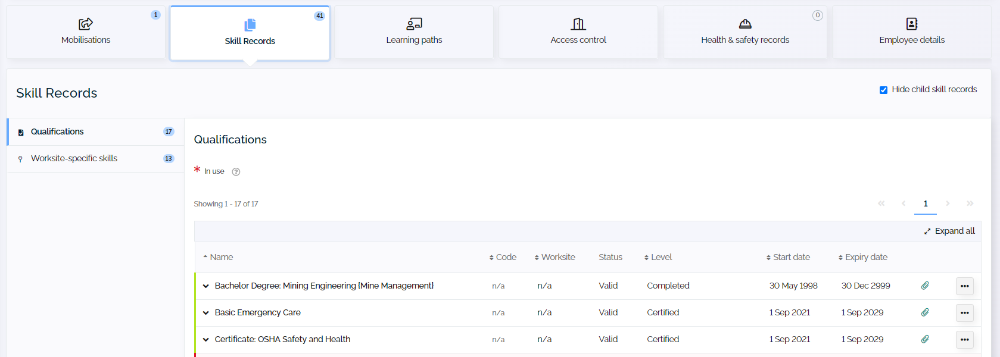 1
Mobilisations
41
Skill Records
Learning paths
Access control
0
Health & safety records
Employee details
Skill Records
Hide child skill records
Qualifications 17
Worksite-specific skills 13
Qualifications
* In use ?
Showing 1 - 17 of 17
« ‹ 1 › »
Expand all
Name Code Worksite Status Level Start date Expiry date
Bachelor Degree: Mining Engineering [Mine Management] n/a n/a Valid Completed 30 May 1998 30 Dec 2999
Basic Emergency Care n/a n/a Valid Certified 1 Sep 2021 1 Sep 2029
Certificate: OSHA Safety and Health n/a n/a Valid Certified 1 Sep 2021 1 Sep 2029